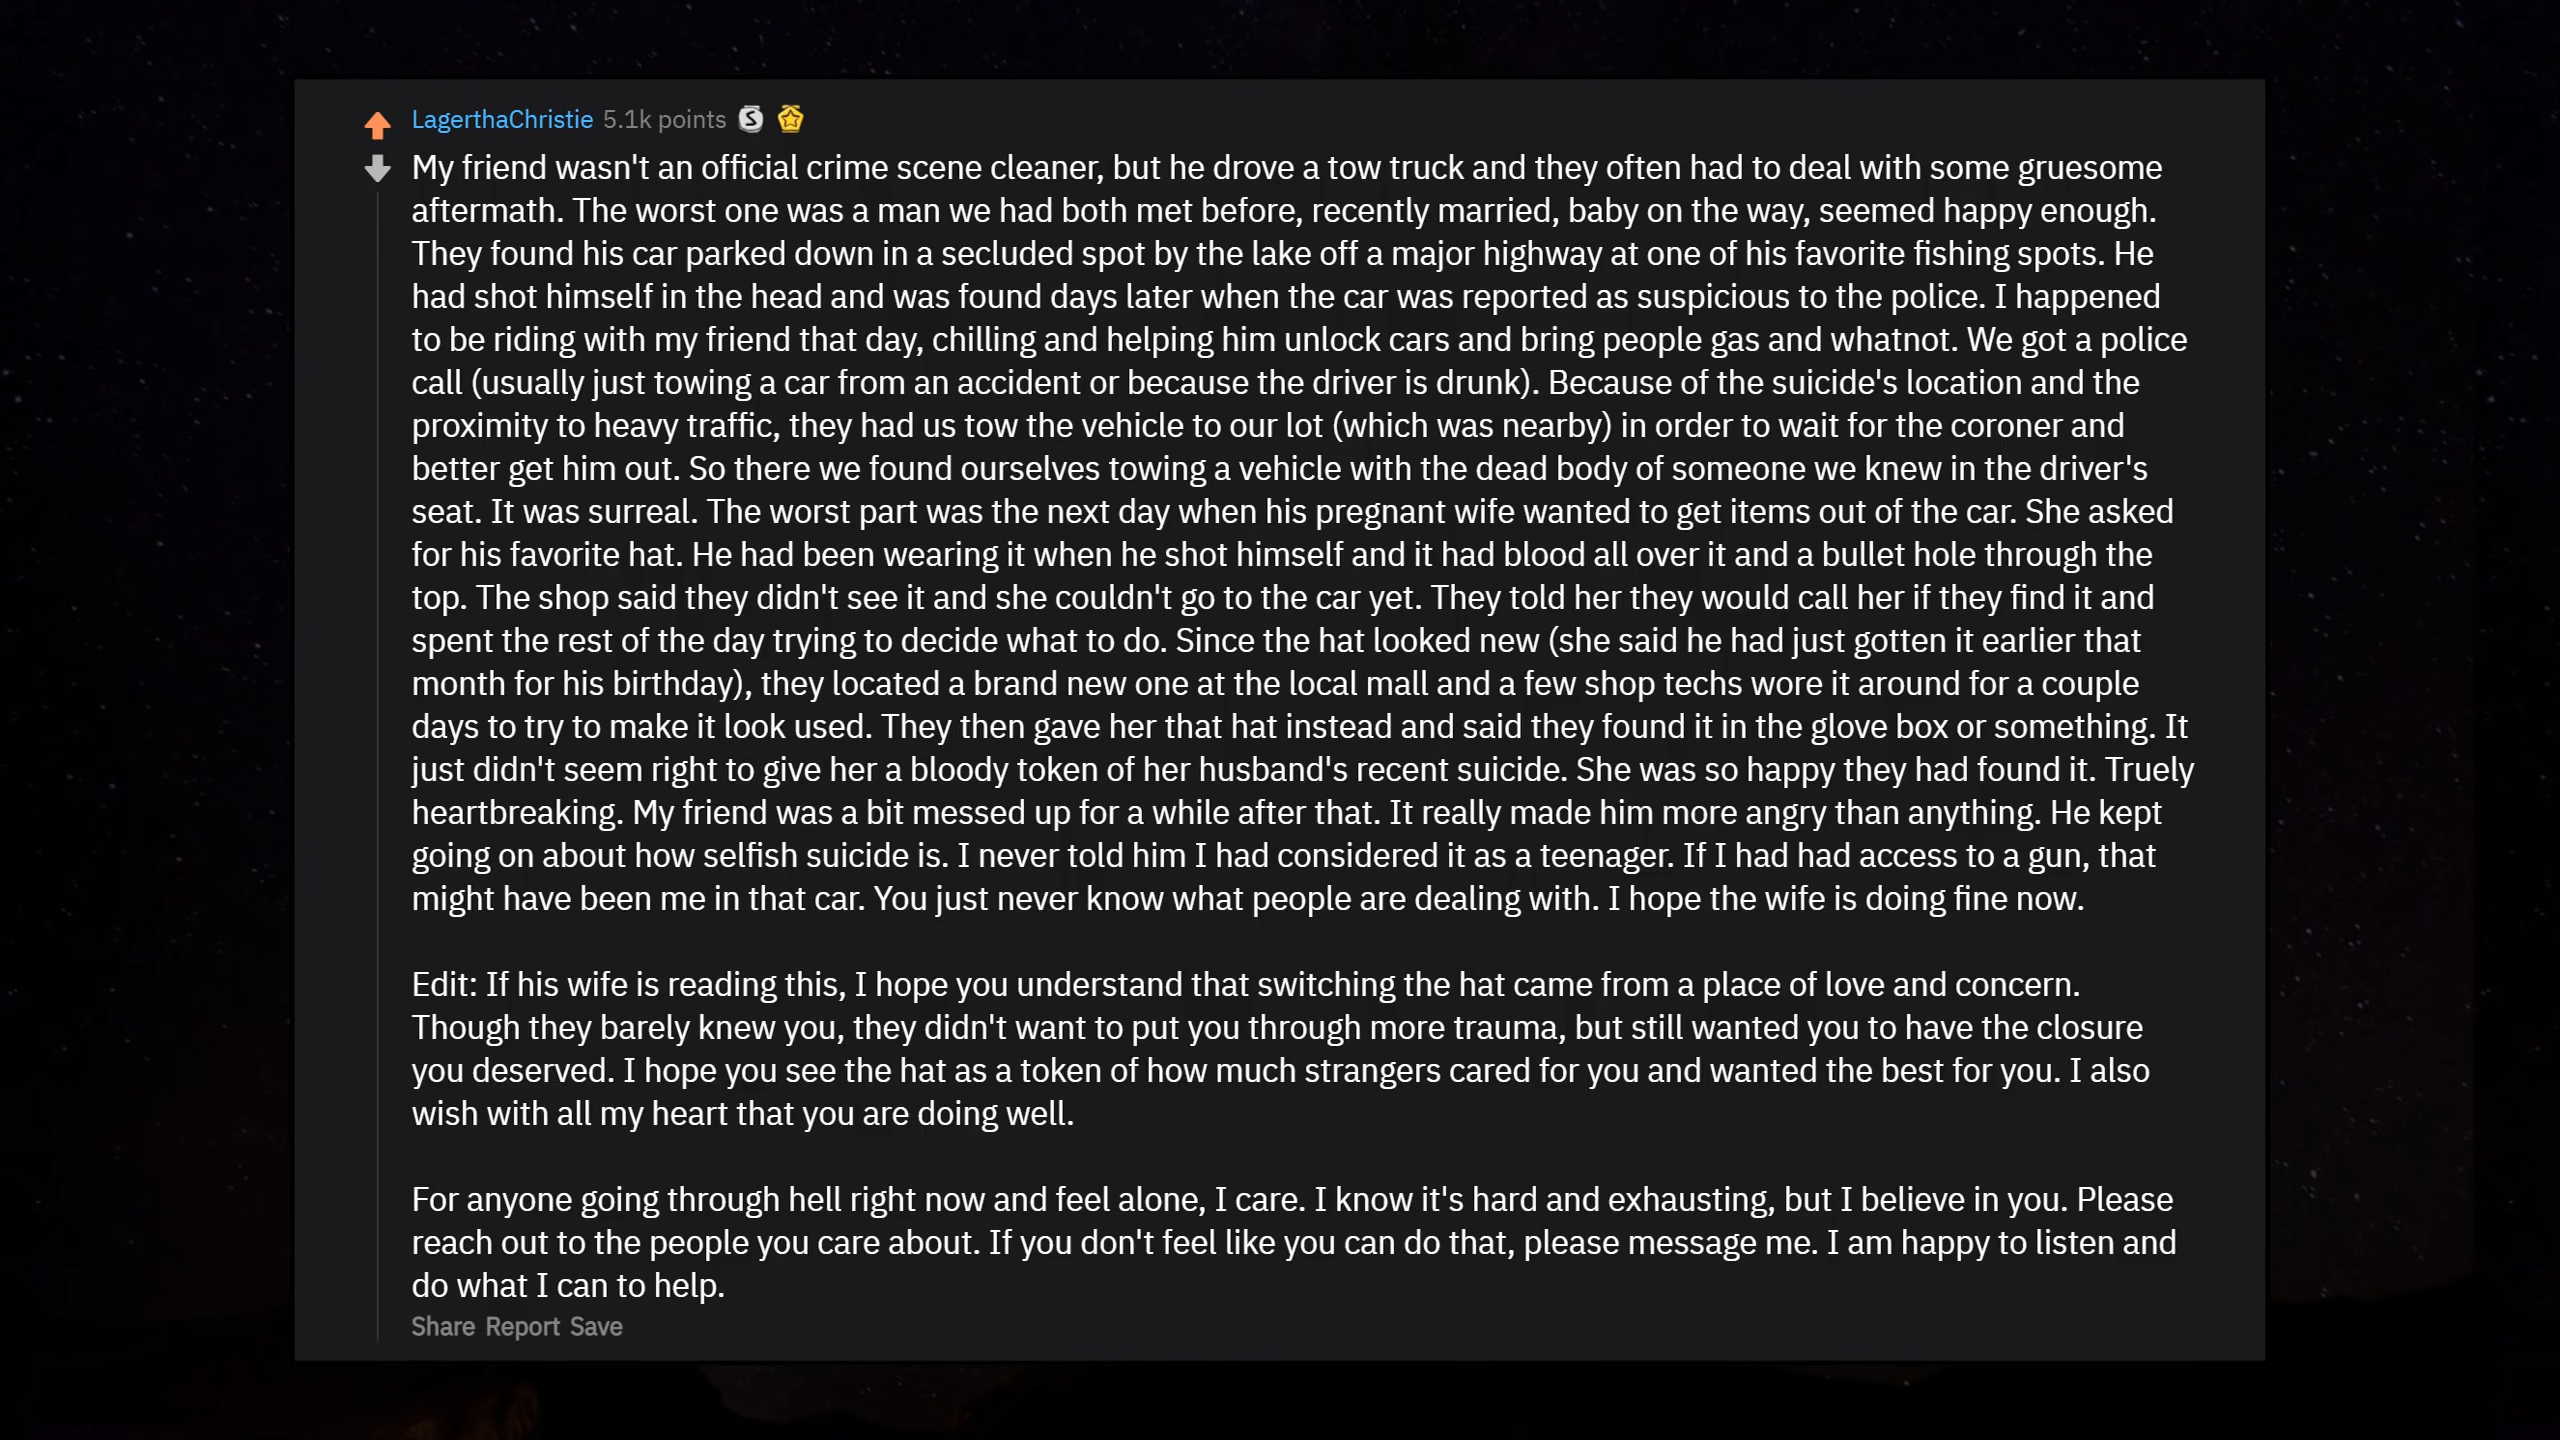 LagerthaChristie 5.1k points S
My friend wasn't an official crime scene cleaner, but he drove a tow truck and they often had to deal with some gruesome
aftermath. The worst one was a man we had both met before, recently married, baby on the way, seemed happy enough.
They found his car parked down in a secluded spot by the lake off a major highway at one of his favorite fishing spots. He
had shot himself in the head and was found days later when the car was reported as suspicious to the police. I happened
to be riding with my friend that day, chilling and helping him unlock cars and bring people gas and whatnot. We got a police
call (usually just towing a car from an accident or because the driver is drunk). Because of the suicide's location and the
proximity to heavy traffic, they had us tow the vehicle to our lot (which was nearby) in order to wait for the coroner and
better get him out. So there we found ourselves towing a vehicle with the dead body of someone we knew in the driver's
seat. It was surreal. The worst part was the next day when his pregnant wife wanted to get items out of the car. She asked
for his favorite hat. He had been wearing it when he shot himself and it had blood all over it and a bullet hole through the
top. The shop said they didn't see it and she couldn't go to the car yet. They told her they would call her if they find it and
spent the rest of the day trying to decide what to do. Since the hat looked new (she said he had just gotten it earlier that
month for his birthday), they located a brand new one at the local mall and a few shop techs wore it around for a couple
days to try to make it look used. They then gave her that hat instead and said they found it in the glove box or something. It
just didn't seem right to give her a bloody token of her husband's recent suicide. She was so happy they had found it. Truely
heartbreaking. My friend was a bit messed up for a while after that. It really made him more angry than anything. He kept
going on about how selfish suicide is. I never told him I had considered it as a teenager. If I had had access to a gun, that
might have been me in that car. You just never know what people are dealing with. I hope the wife is doing fine now.
Edit: If his wife is reading this, I hope you understand that switching the hat came from a place of love and concern.
Though they barely knew you, they didn't want to put you through more trauma, but still wanted you to have the closure
you deserved. I hope you see the hat as a token of how much strangers cared for you and wanted the best for you. I also
wish with all my heart that you are doing well.
For anyone going through hell right now and feel alone, I care. I know it's hard and exhausting, but I believe in you. Please
reach out to the people you care about. If you don't feel like you can do that, please message me. I am happy to listen and
do what I can to help.
Share Report Save